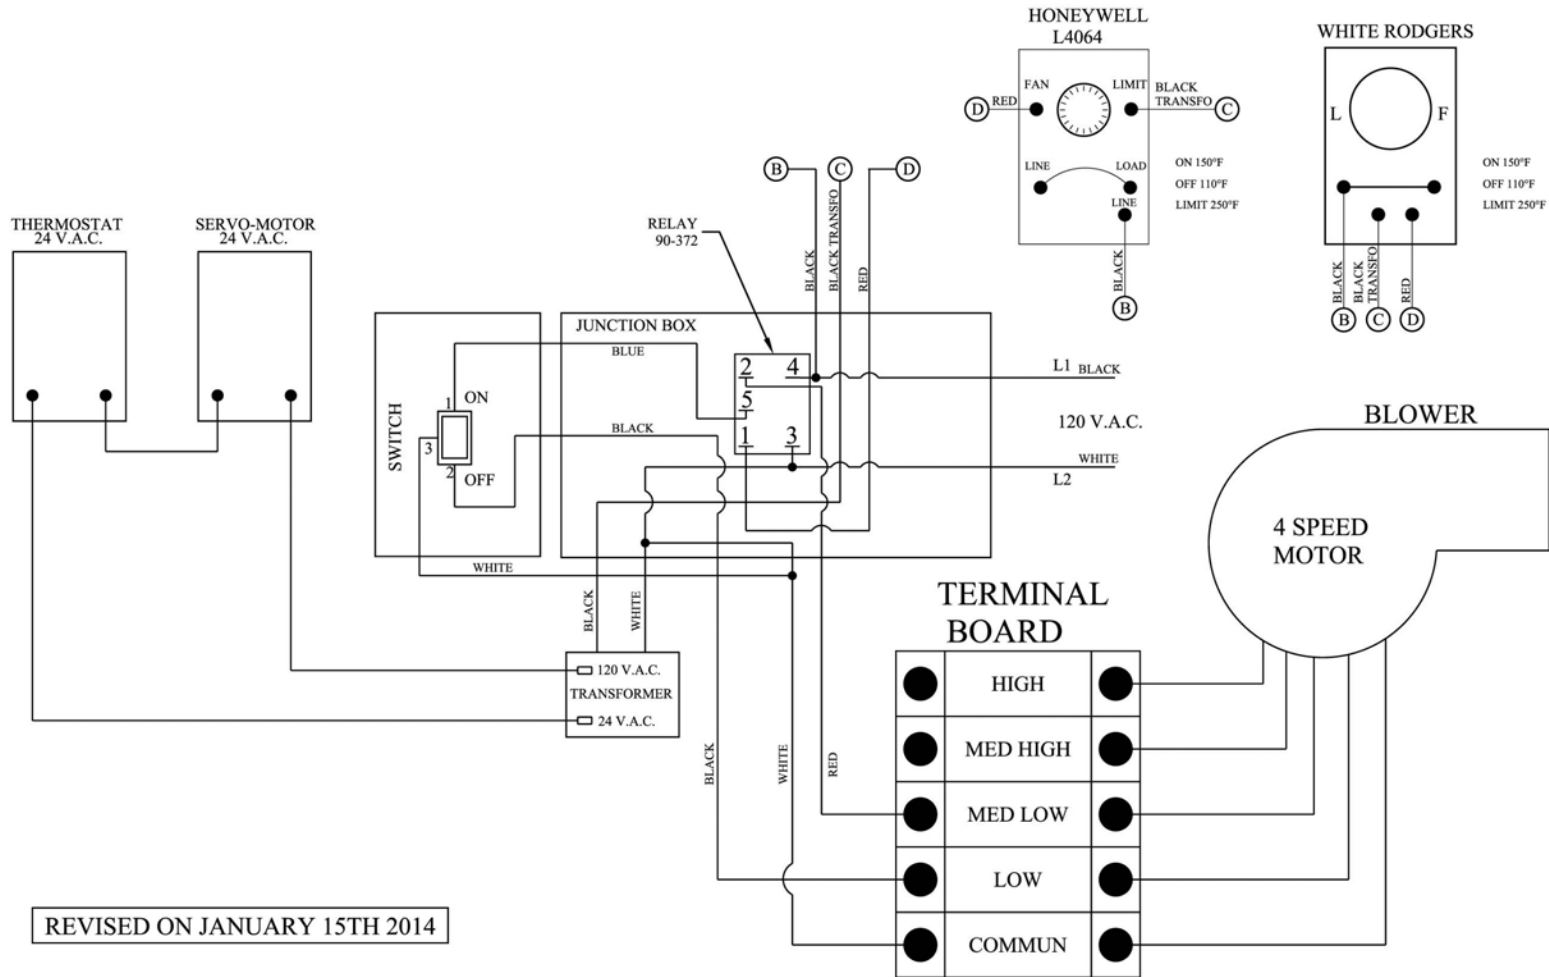 HONEYWELL
L4064
WHITE RODGERS
FAN
LIMIT
BLACK
TRANSFO
D
RED
C
L
F
B
C
D
LINE
LOAD
ON 150°F
OFF 110°F
LIMIT 250°F
LINE
ON 150°F
OFF 110°F
LIMIT 250°F
THERMOSTAT
24 V.A.C.
SERVO-MOTOR
24 V.A.C.
RELAY
90-372
BLACK
BLACK TRANSFO
RED
BLACK
B
BLACK
BLACK
TRANSFO
RED
B
C
D
JUNCTION BOX
BLUE
2
4
L1
BLACK
5
1
ON
SWITCH
3
BLACK
1
3
120 V.A.C.
BLOWER
2
OFF
WHITE
L2
4 SPEED
MOTOR
WHITE
BLACK
WHITE
TERMINAL
BOARD
120 V.A.C.
TRANSFORMER
24 V.A.C.
HIGH
BLACK
WHITE
RED
MED HIGH
MED LOW
LOW
REVISED ON JANUARY 15TH 2014
COMMUN